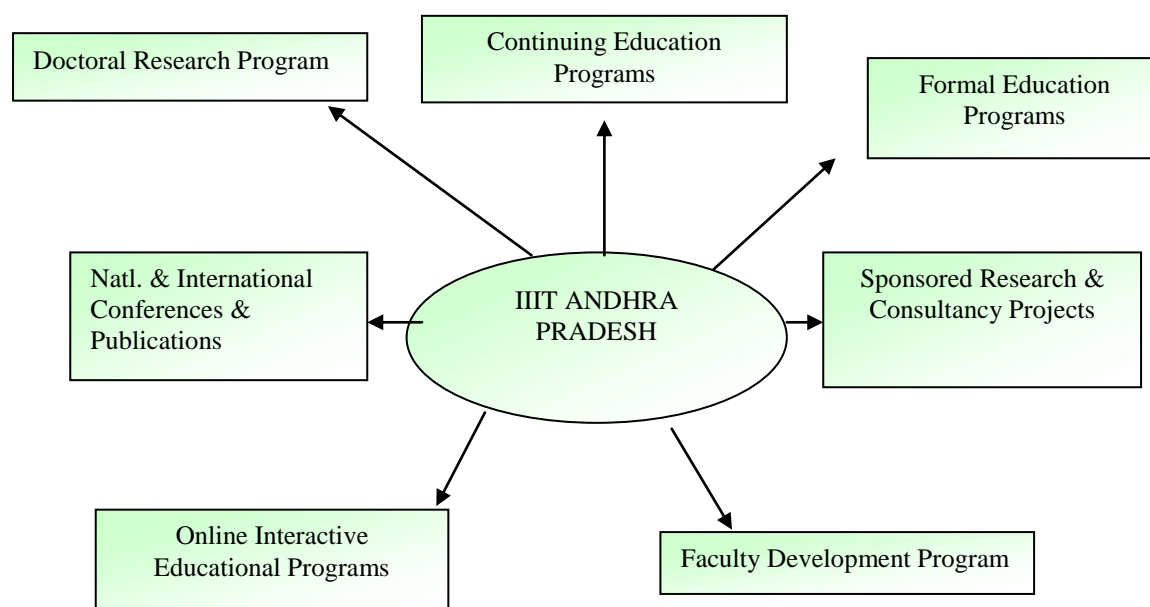 Doctoral Research Program
Continuing Education
Programs
Formal Education
Programs
Natl. & International
Conferences &
Publications
IIIT ANDHRA
PRADESH
Sponsored Research &
Consultancy Projects
Online Interactive
Educational Programs
Faculty Development Program